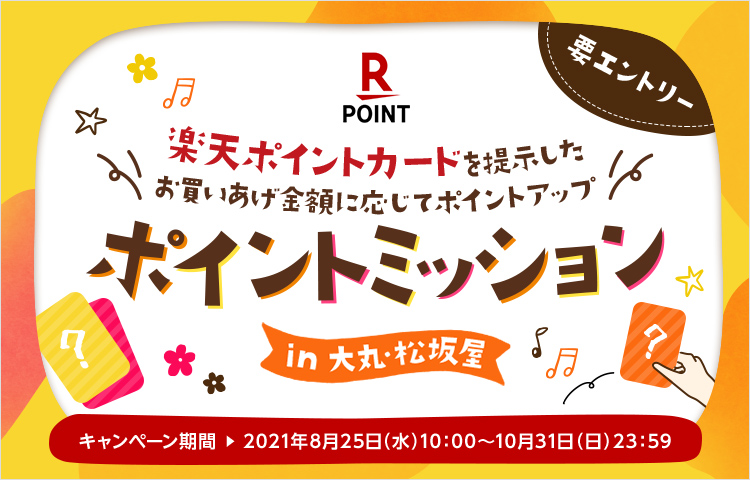 要エントリー
R
POINT
楽天ポイントカードを提示した
お買いあげ金額に応じてポイントアップ
ポイントミッション
?
?
in 大丸・松坂屋
キャンペーン期間 ▶ 2021年8月25日(水)10:00〜10月31日(日)23:59